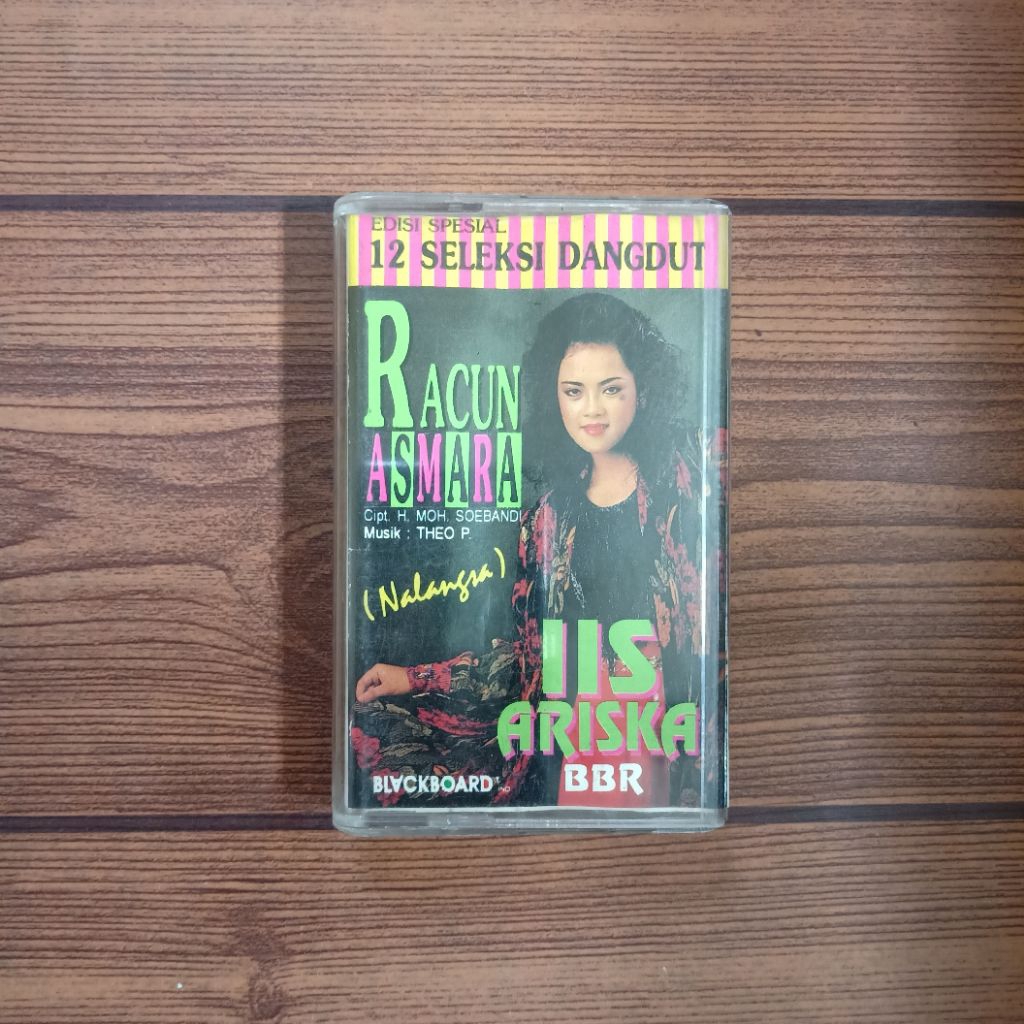 EDISI SPESIAL
12 SELEKSI DANGDUT
RACUN
ASMARA
Cipt. H. MOH. SOEBANDI
Musik : THEO P.
(Nalangsa)
IIS
ARISKA
BBR
BLACKBOARD